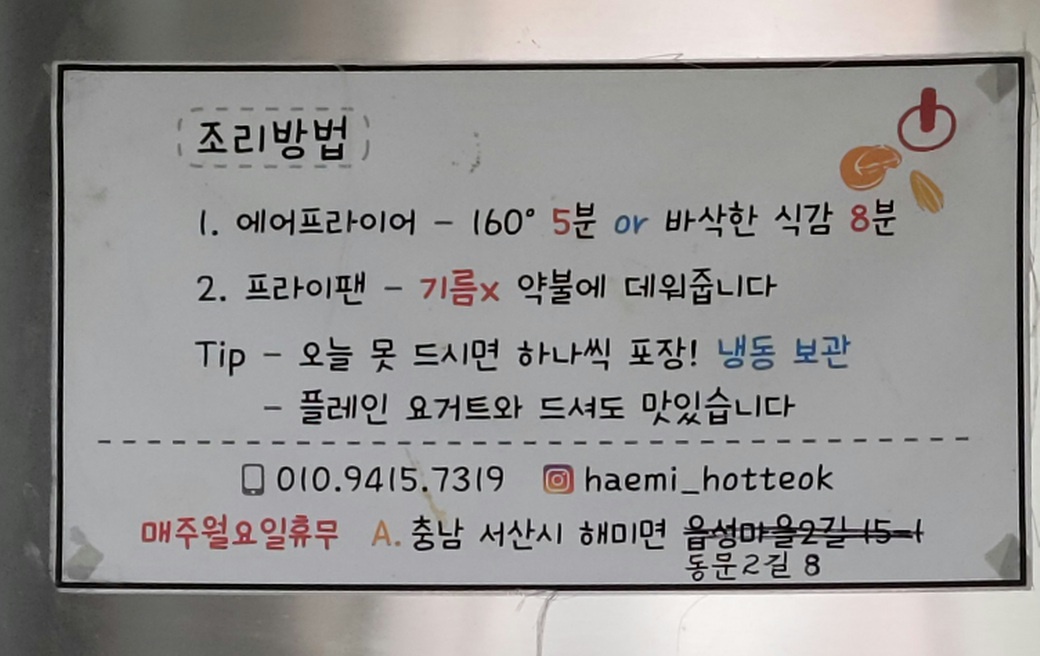 조리방법
1. 에어프라이어 - 160° 5분 or 바삭한 식감 8분
2. 프라이팬 - 기름x 약불에 데워줍니다
Tip - 오늘 못 드시면 하나씩 포장! 냉동 보관
- 플레인 요거트와 드셔도 맛있습니다
010.9415.7319 haemi_hotteok
매주월요일휴무 A. 충남 서산시 해미면 읍성마을2길 15-1
동문2길 8